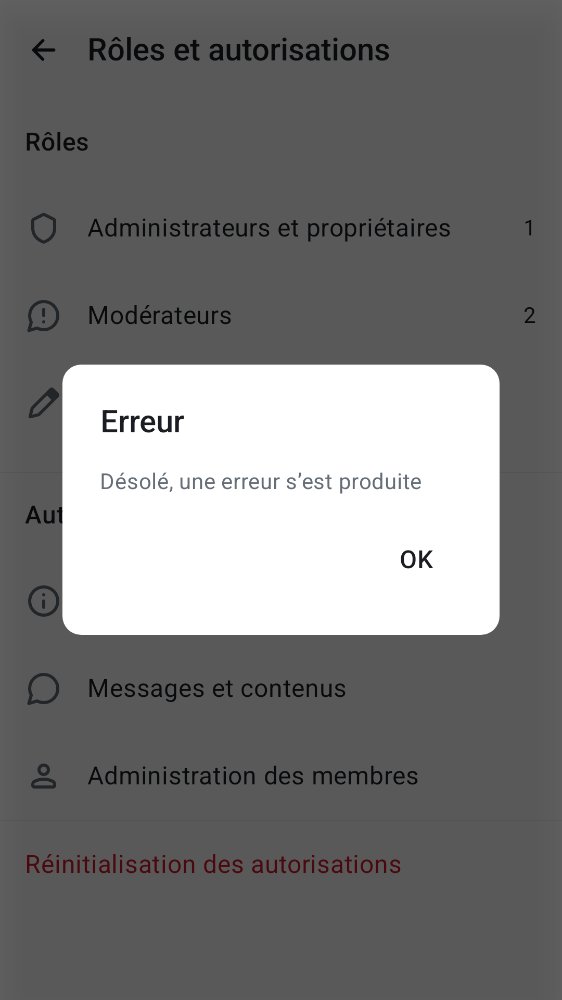 Rôles et autorisations
Rôles
Administrateurs et propriétaires 1
Modérateurs 2
Erreur
Désolé, une erreur s’est produite
Aut
OK
Messages et contenus
Administration des membres
Réinitialisation des autorisations